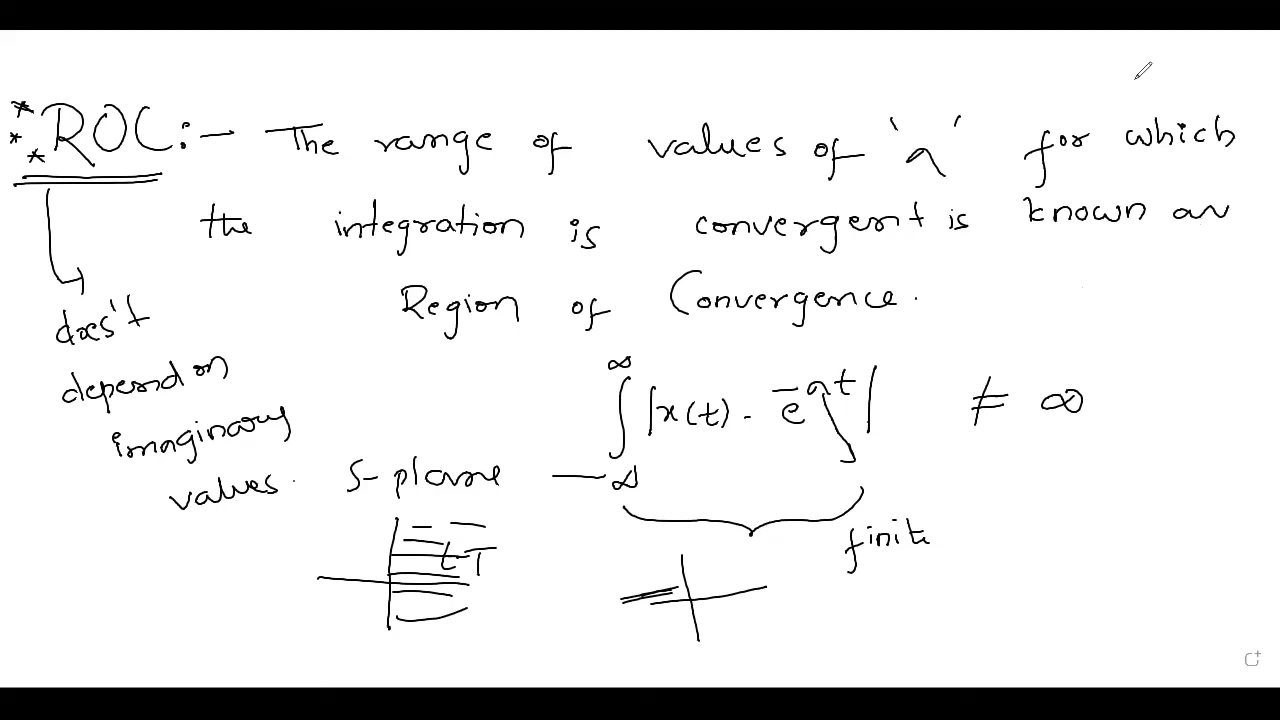 ROC:- The range of values of 'a' for which
the integration is convergent is known as
Region of Convergence.
does't
depend on
imaginary
values.
∞
∫ |x(t) . e^-at| ≠ ∞
-∞
S-plane
finite